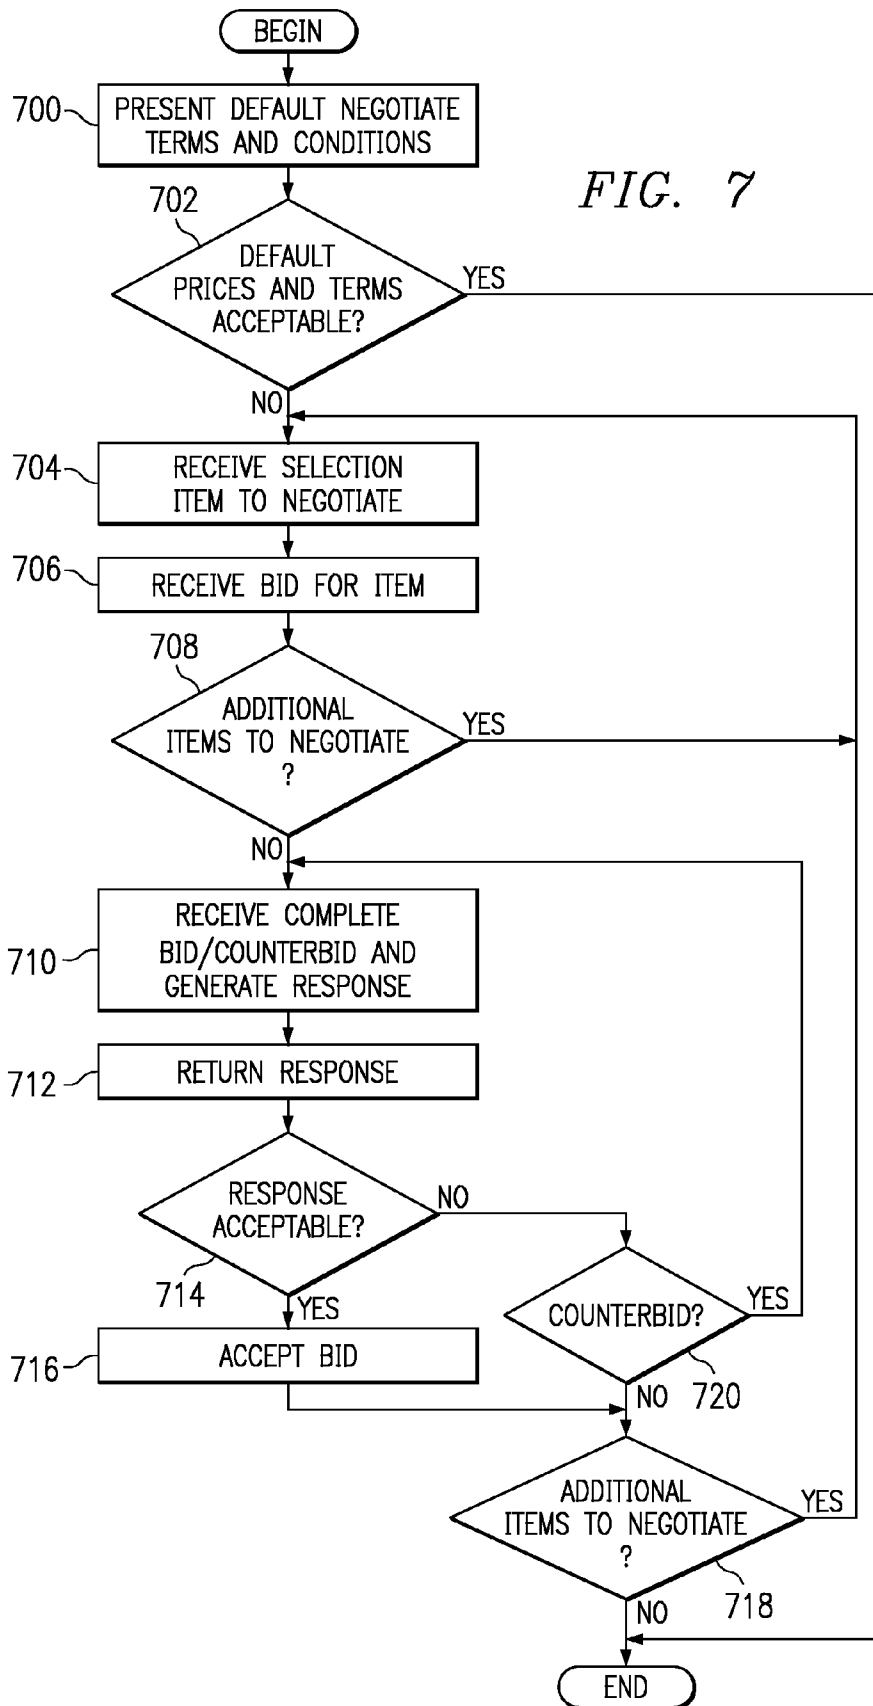 BEGIN
700
PRESENT DEFAULT NEGOTIATE
TERMS AND CONDITIONS
FIG. 7
702
DEFAULT
PRICES AND TERMS
ACCEPTABLE?
YES
NO
704
RECEIVE SELECTION
ITEM TO NEGOTIATE
706
RECEIVE BID FOR ITEM
708
ADDITIONAL
ITEMS TO NEGOTIATE
?
YES
NO
710
RECEIVE COMPLETE
BID/COUNTERBID AND
GENERATE RESPONSE
712
RETURN RESPONSE
RESPONSE
ACCEPTABLE?
NO
714
YES
COUNTERBID?
YES
716
ACCEPT BID
720
NO
ADDITIONAL
ITEMS TO NEGOTIATE
?
YES
718
NO
END